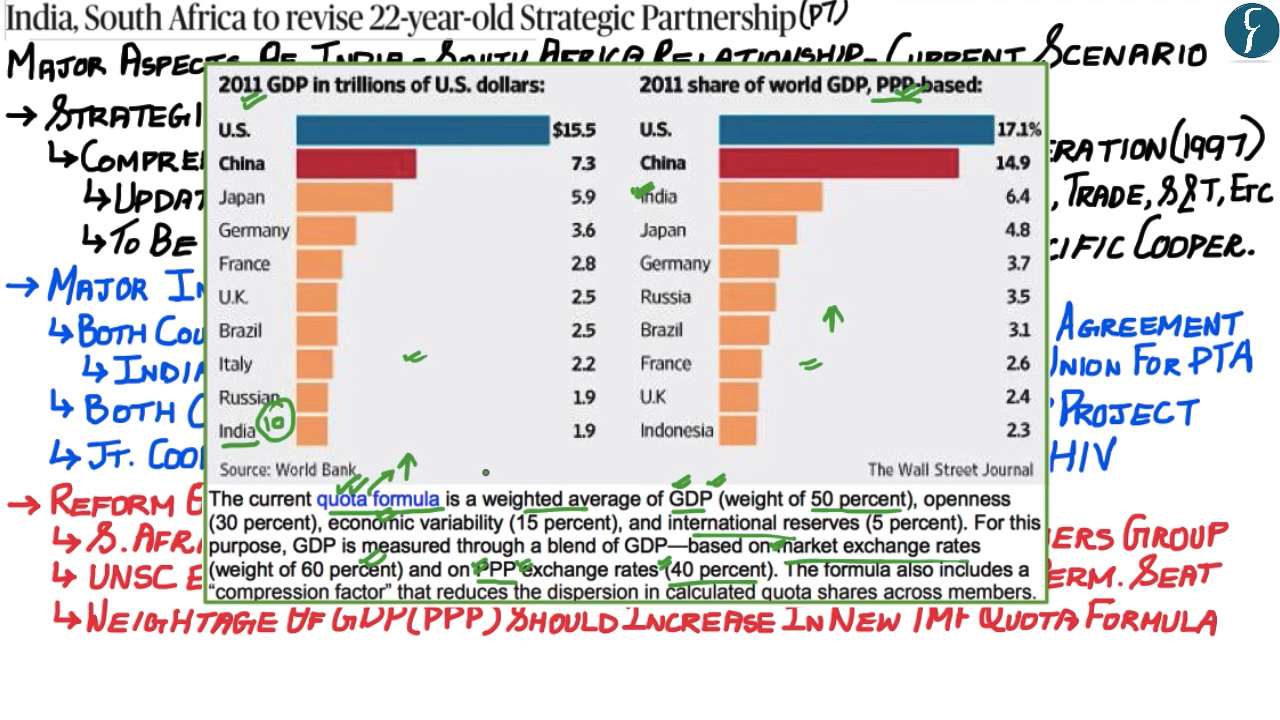 India, South Africa to revise 22-year-old Strategic Partnership (P7)
MAJOR ASPECTS OF INDIA - SOUTH AFRICA RELATIONSHIP - CURRENT SCENARIO
→ STRATEGI
↳ COMPRE ERATION (1997)
↳ UPDAT , TRADE, S&T, ETC
↳ TO BE CIFIC COOPER.
→ MAJOR IN
↳ BOTH COU AGREEMENT
↳ INDIA UNION FOR PTA
↳ BOTH C PROJECT
↳ JT. COO HIV
→ REFORM
↳ S. AFR ERS GROUP
↳ UNSC ERM. SEAT
↳ WEIGHTAGE OF GDP (PPP) SHOULD INCREASE IN NEW IMF QUOTA FORMULA
2011 GDP in trillions of U.S. dollars:
U.S. $15.5
China 7.3
Japan 5.9
Germany 3.6
France 2.8
U.K. 2.5
Brazil 2.5
Italy 2.2
Russian 1.9
India 10 1.9
Source: World Bank
2011 share of world GDP, PPP-based:
U.S. 17.1%
China 14.9
India 6.4
Japan 4.8
Germany 3.7
Russia 3.5
Brazil 3.1
France 2.6
U.K 2.4
Indonesia 2.3
The Wall Street Journal
The current quota formula is a weighted average of GDP (weight of 50 percent), openness
(30 percent), economic variability (15 percent), and international reserves (5 percent). For this
purpose, GDP is measured through a blend of GDP—based on market exchange rates
(weight of 60 percent) and on PPP exchange rates (40 percent). The formula also includes a
"compression factor" that reduces the dispersion in calculated quota shares across members.